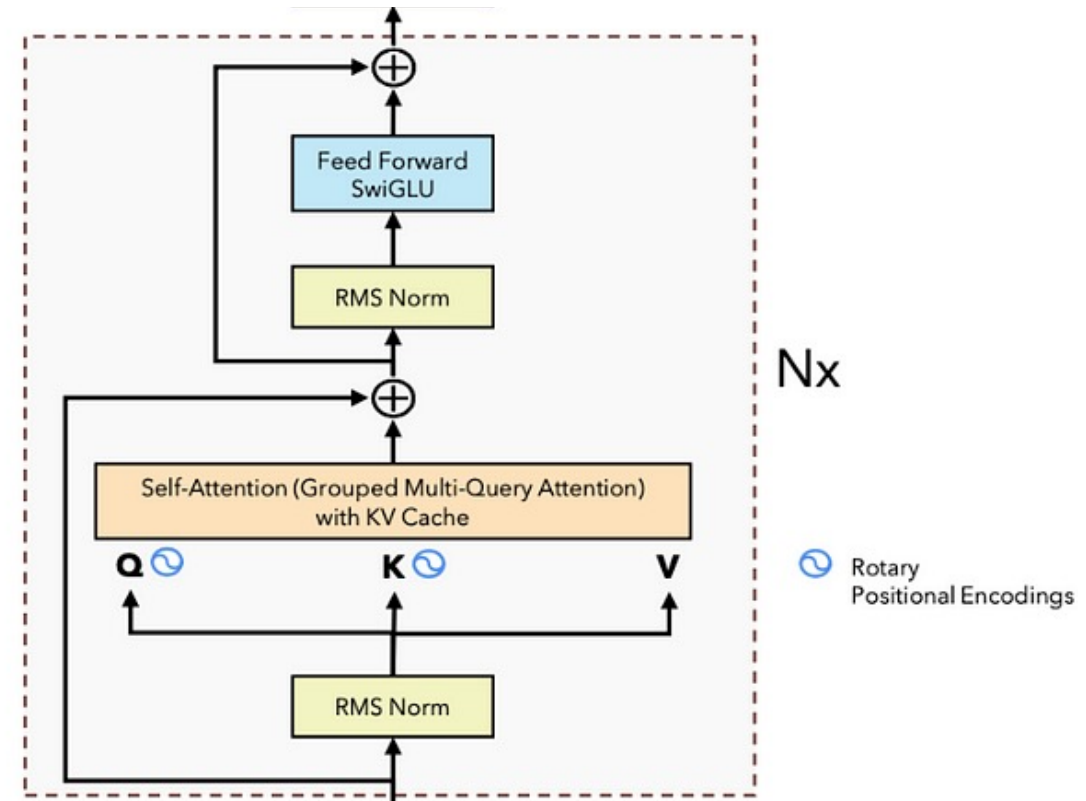 Feed Forward
SwiGLU
RMS Norm
Nx
Self-Attention (Grouped Multi-Query Attention)
with KV Cache
Q K V
Rotary
Positional Encodings
RMS Norm